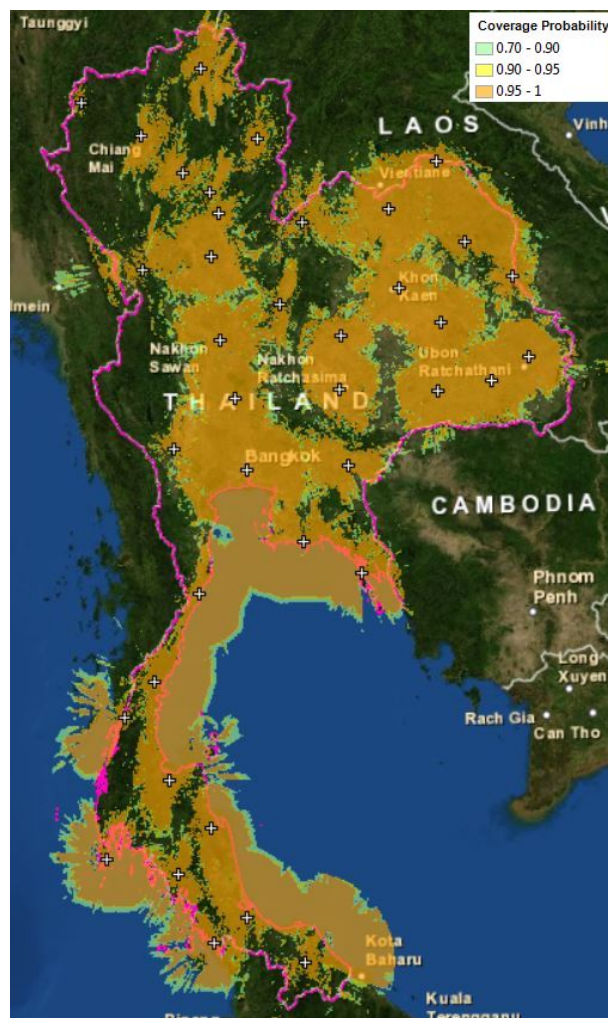 Taunggyi
Coverage Probability
0.70 - 0.90
0.90 - 0.95
0.95 - 1
LAOS
Vinh
Chiang
Mai
Vientiane
Khon
Kaen
lmein
Nakhon
Sawan
Nakhon
Ratchasima
Ubon
Ratchathani
THAILAND
Bangkok
CAMBODIA
Phnom
Penh
Long
Xuyen
Rach Gia
Can Tho
Kota
Baharu
Kuala
Terengganu